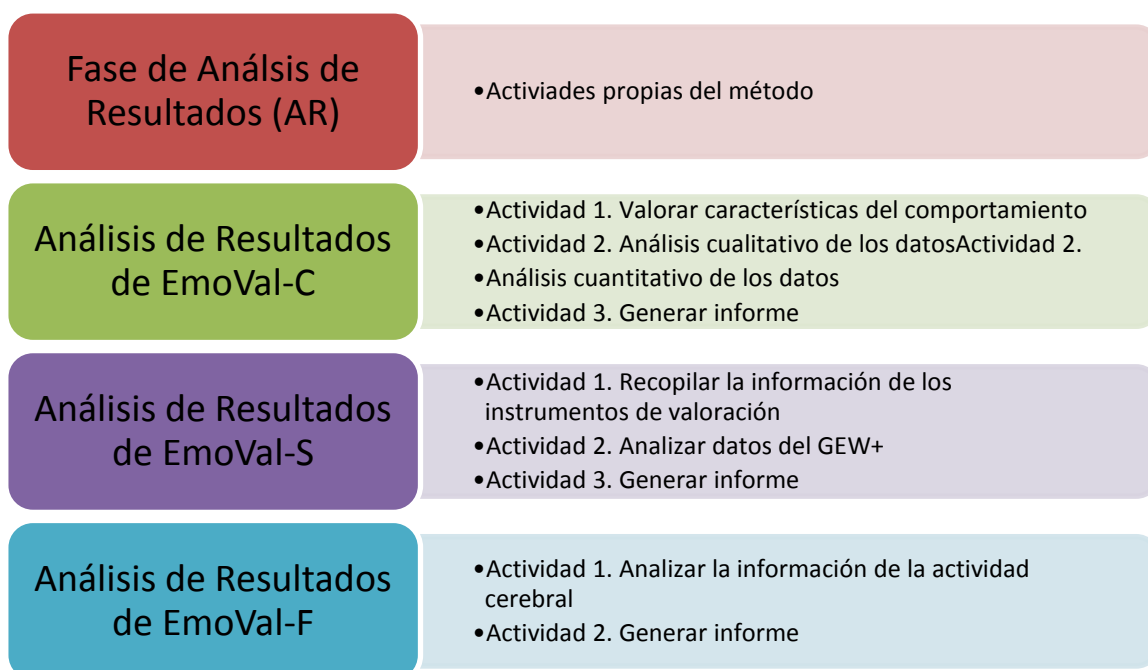 Fase de Análsis de
Resultados (AR)
•Activiades propias del método
Análisis de Resultados
de EmoVal-C
•Actividad 1. Valorar características del comportamiento
•Actividad 2. Análisis cualitativo de los datosActividad 2.
•Análisis cuantitativo de los datos
•Actividad 3. Generar informe
Análisis de Resultados
de EmoVal-S
•Actividad 1. Recopilar la información de los
instrumentos de valoración
•Actividad 2. Analizar datos del GEW+
•Actividad 3. Generar informe
Análisis de Resultados
de EmoVal-F
•Actividad 1. Analizar la información de la actividad
cerebral
•Actividad 2. Generar informe